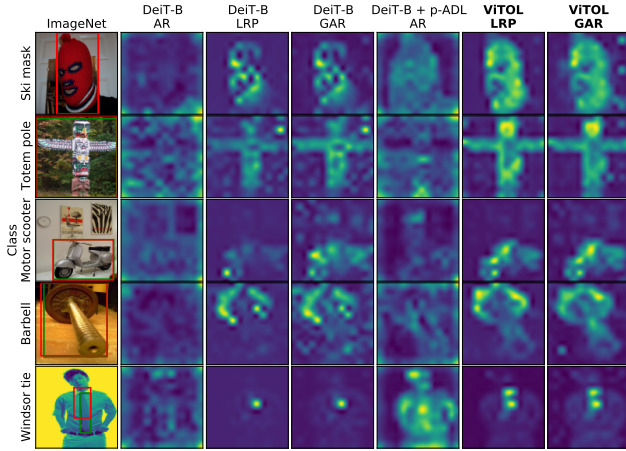 ImageNet
DeiT-B
AR
DeiT-B
LRP
DeiT-B
GAR
DeiT-B + p-ADL
AR
ViTOL
LRP
ViTOL
GAR
Class
Ski mask
Totem pole
Motor scooter
Barbell
Windsor tie